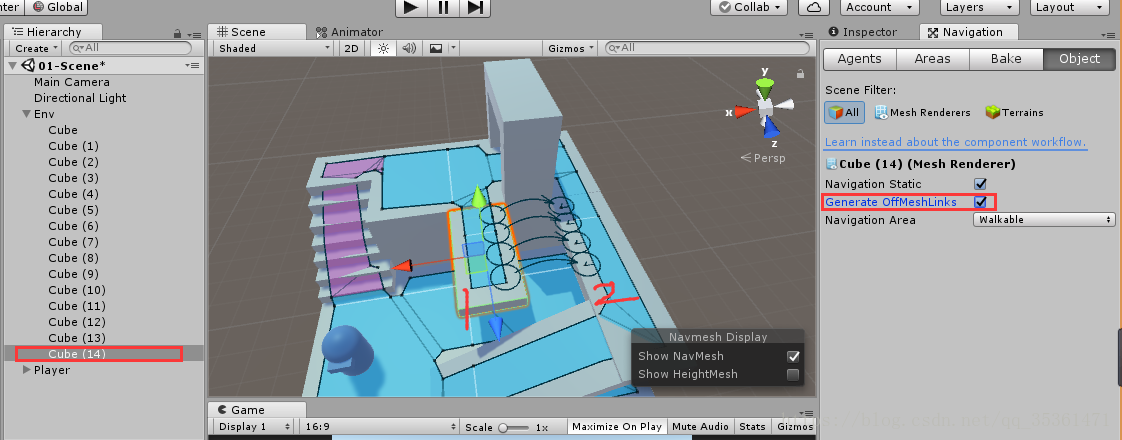 nter Global Collab Account Layers Layout
Hierarchy
Create All
01-Scene*
Main Camera
Directional Light
Env
Cube
Cube (1)
Cube (2)
Cube (3)
Cube (4)
Cube (5)
Cube (6)
Cube (7)
Cube (8)
Cube (9)
Cube (10)
Cube (11)
Cube (12)
Cube (13)
Cube (14)
Player
Scene Animator
Shaded 2D Gizmos All
y
x
z
Persp
1
2
Navmesh Display
Show NavMesh
Show HeightMesh
Game
Display 1 16:9 Scale 1x Maximize On Play Mute Audio Stats Gizmos
Inspector Navigation
Agents Areas Bake Object
Scene Filter:
All Mesh Renderers Terrains
Learn instead about the component workflow.
Cube (14) (Mesh Renderer)
Navigation Static
Generate OffMeshLinks
Navigation Area Walkable